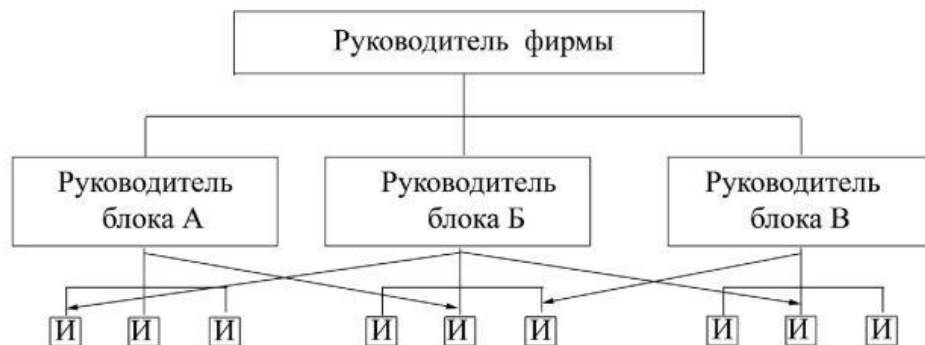 Руководитель фирмы
Руководитель
блока А
Руководитель
блока Б
Руководитель
блока В
И И И И И И И И И